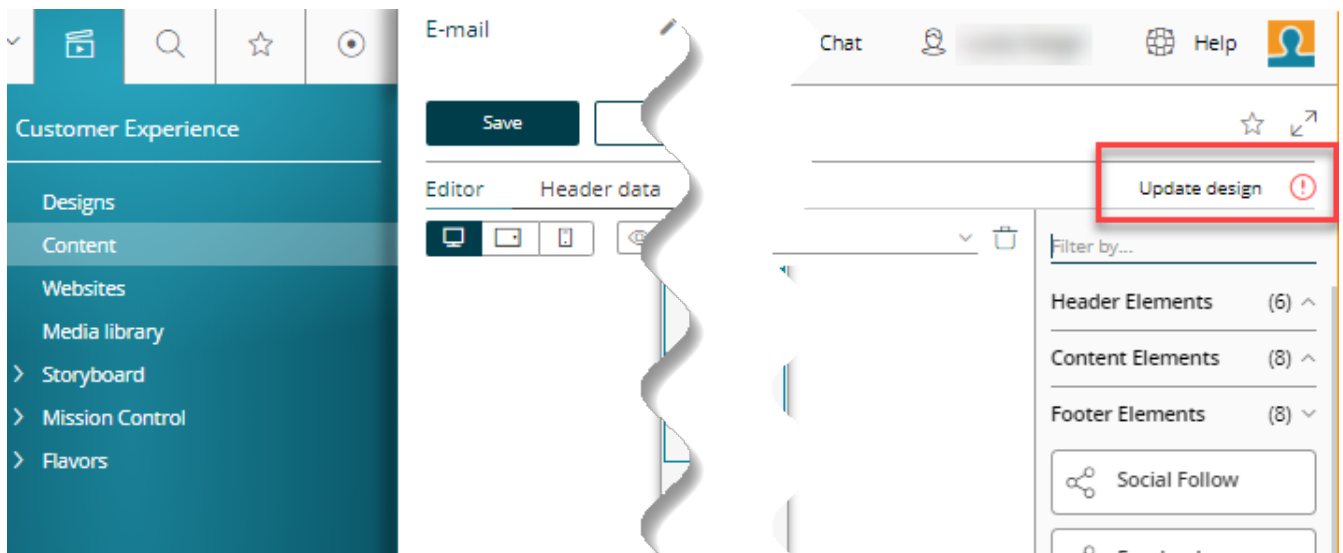 Customer Experience
Designs
Content
Websites
Media library
Storyboard
Mission Control
Flavors
E-mail
Save
Editor
Header data
Chat
Help
Update design
Filter by...
Header Elements (6)
Content Elements (8)
Footer Elements (8)
Social Follow